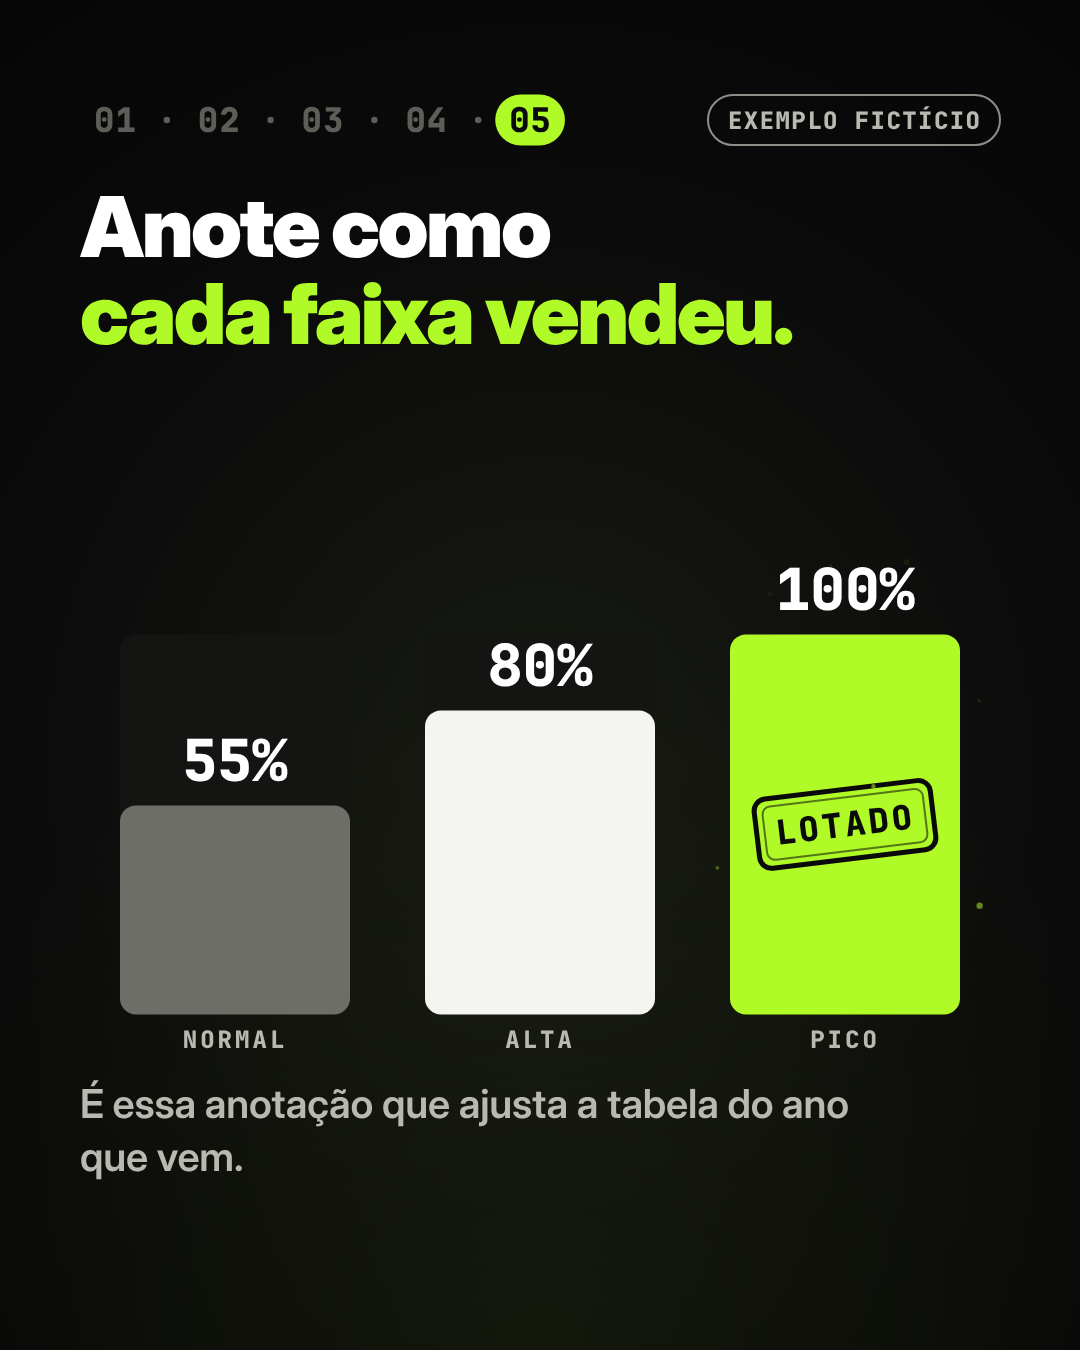 01 · 02 · 03 · 04 · 05
EXEMPLO FICTÍCIO
Anote como
cada faixa vendeu.
55%
80%
100%
LOTADO
NORMAL
ALTA
PICO
É essa anotação que ajusta a tabela do ano
que vem.